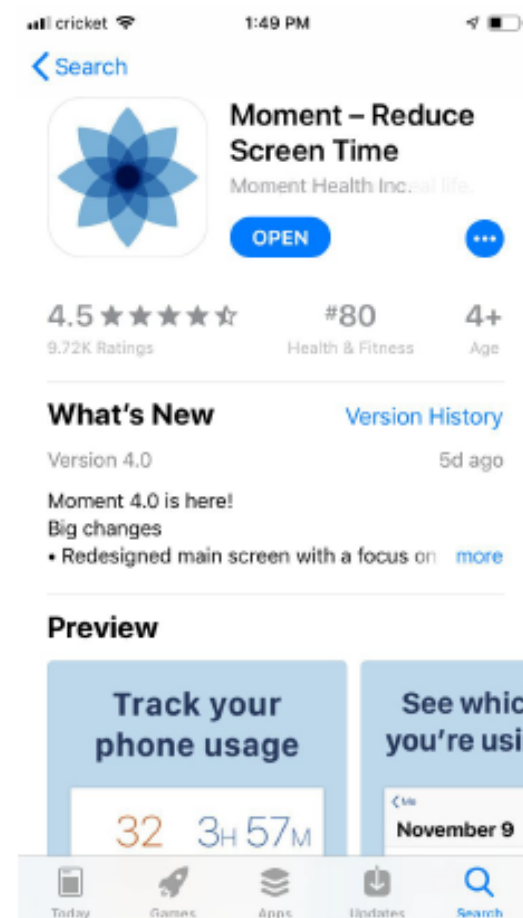 cricket 1:49 PM
Search
Moment – Reduce
Screen Time
Moment Health Inc. life.
OPEN
4.5 #80 4+
9.72K Ratings Health & Fitness Age
What's New Version History
Version 4.0 5d ago
Moment 4.0 is here!
Big changes
• Redesigned main screen with a focus on more
Preview
Track your
phone usage
32 3H 57M
See whic
you're usi
Me
November 9
Today Games Apps Updates Search